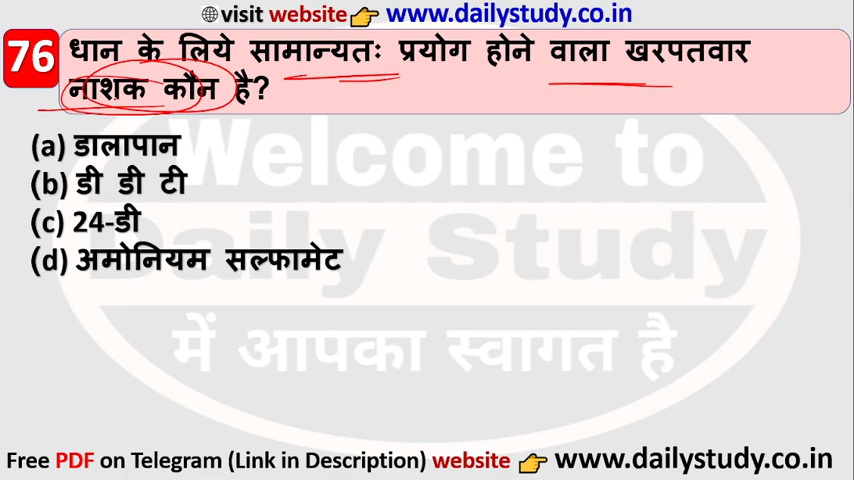 visit website 👉 www.dailystudy.co.in
76 धान के लिये सामान्यतः प्रयोग होने वाला खरपतवार
नाशक कौन है?
(a) डालापान
(b) डी डी टी
(c) 24-डी
(d) अमोनियम सल्फामेट
Welcome to
Daily Study
में आपका स्वागत है
Free PDF on Telegram (Link in Description) website 👉 www.dailystudy.co.in